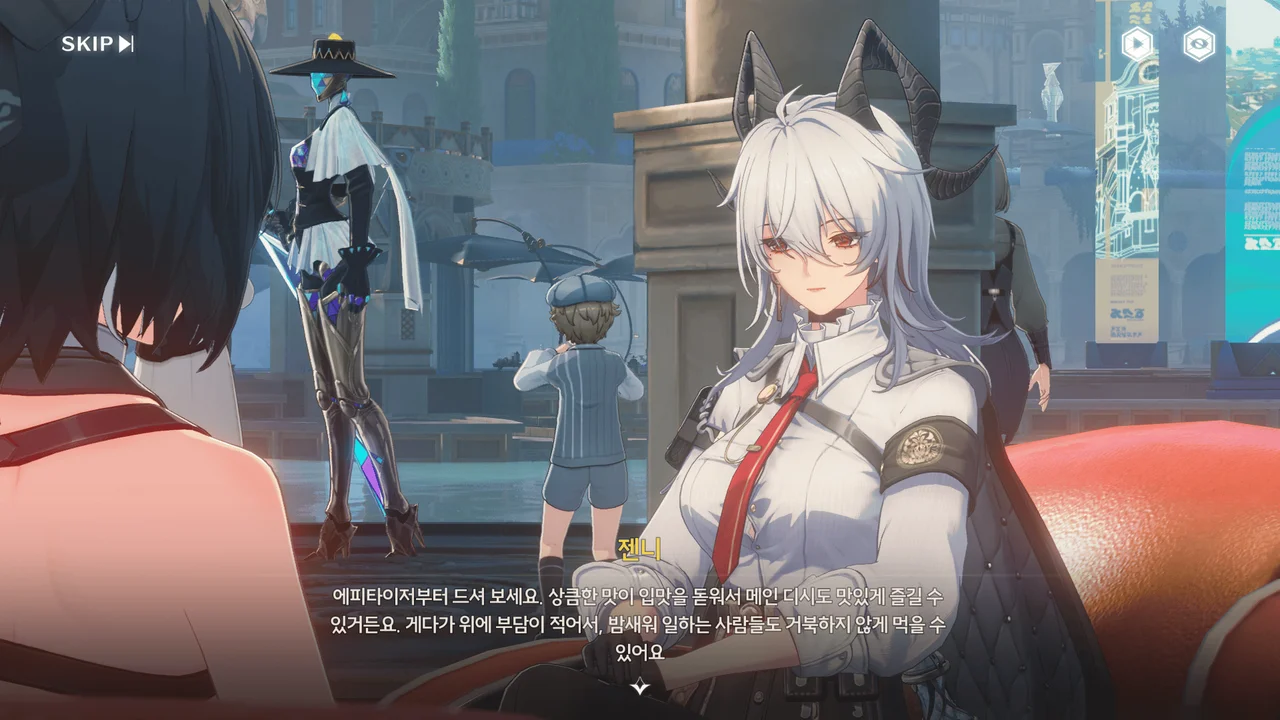 SKIP
젠니
에피타이저부터 드셔 보세요. 상큼한 맛이 입맛을 돋워서 메인 디시도 맛있게 즐길 수
있거든요. 게다가 위에 부담이 적어서, 밤새워 일하는 사람들도 거북하지 않게 먹을 수
있어요